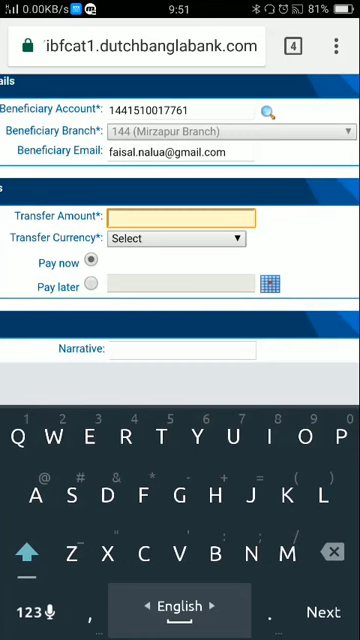 0.00K/s 9:51 81%
ibfcat1.dutchbanglabank.com 4
ails
Beneficiary Account*: 1441510017761
Beneficiary Branch*: 144 (Mirzapur Branch)
Beneficiary Email: faisal.nalua@gmail.com
s
Transfer Amount*:
Transfer Currency*: Select
Pay now
Pay later
Narrative:
1 2 3 4 5 6 7 8 9 0
Q W E R T Y U I O P
@ # & * - + = ( )
A S D F G H J K L
_ " ' : ; /
Z X C V B N M
123 , English . Next